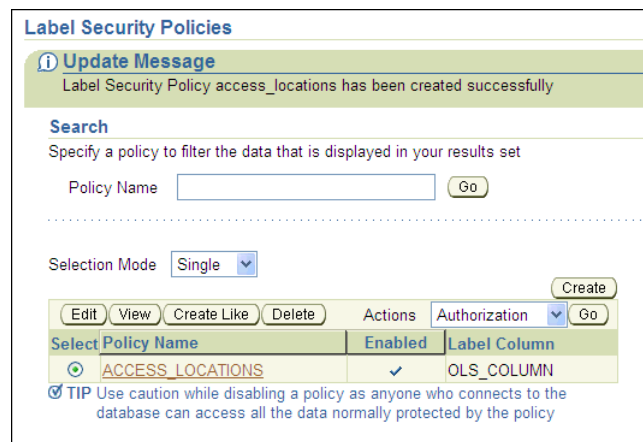 Label Security Policies
Update Message
Label Security Policy access_locations has been created successfully
Search
Specify a policy to filter the data that is displayed in your results set
Policy Name Go
Selection Mode Single
Create
Edit View Create Like Delete Actions Authorization Go
Select Policy Name Enabled Label Column
ACCESS_LOCATIONS OLS_COLUMN
TIP Use caution while disabling a policy as anyone who connects to the
database can access all the data normally protected by the policy